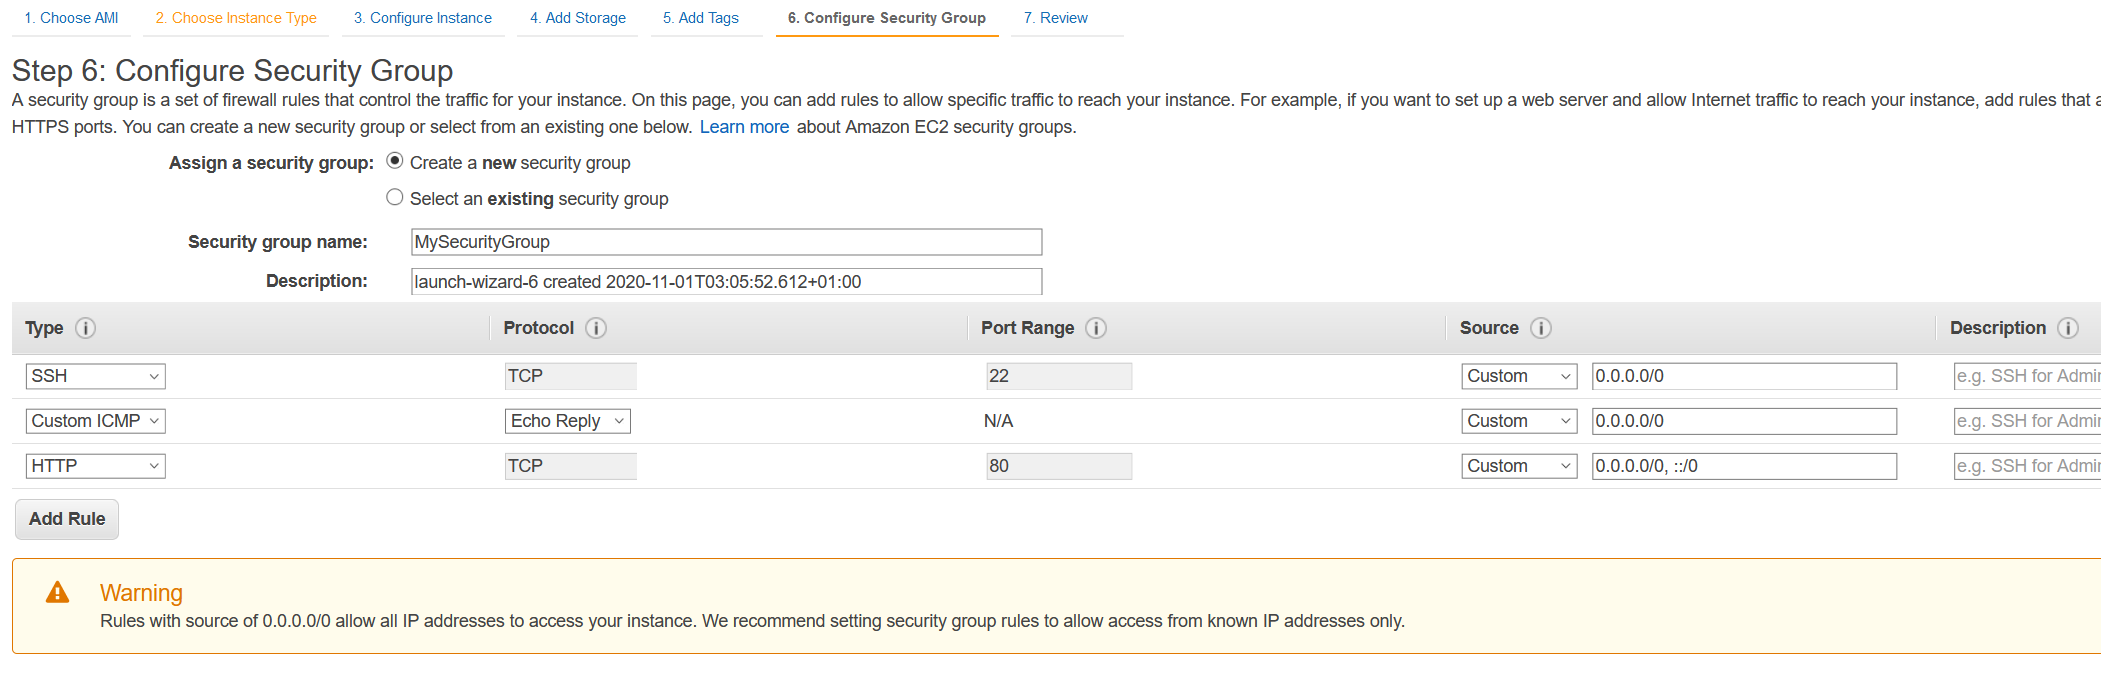 1. Choose AMI 2. Choose Instance Type 3. Configure Instance 4. Add Storage 5. Add Tags 6. Configure Security Group 7. Review
Step 6: Configure Security Group
A security group is a set of firewall rules that control the traffic for your instance. On this page, you can add rules to allow specific traffic to reach your instance. For example, if you want to set up a web server and allow Internet traffic to reach your instance, add rules that a
HTTPS ports. You can create a new security group or select from an existing one below. Learn more about Amazon EC2 security groups.
Assign a security group: Create a new security group
Select an existing security group
Security group name: MySecurityGroup
Description: launch-wizard-6 created 2020-11-01T03:05:52.612+01:00
Type i Protocol i Port Range i Source i Description i
SSH TCP 22 Custom 0.0.0.0/0 e.g. SSH for Admin
Custom ICMP Echo Reply N/A Custom 0.0.0.0/0 e.g. SSH for Admin
HTTP TCP 80 Custom 0.0.0.0/0, ::/0 e.g. SSH for Admin
Add Rule
Warning
Rules with source of 0.0.0.0/0 allow all IP addresses to access your instance. We recommend setting security group rules to allow access from known IP addresses only.